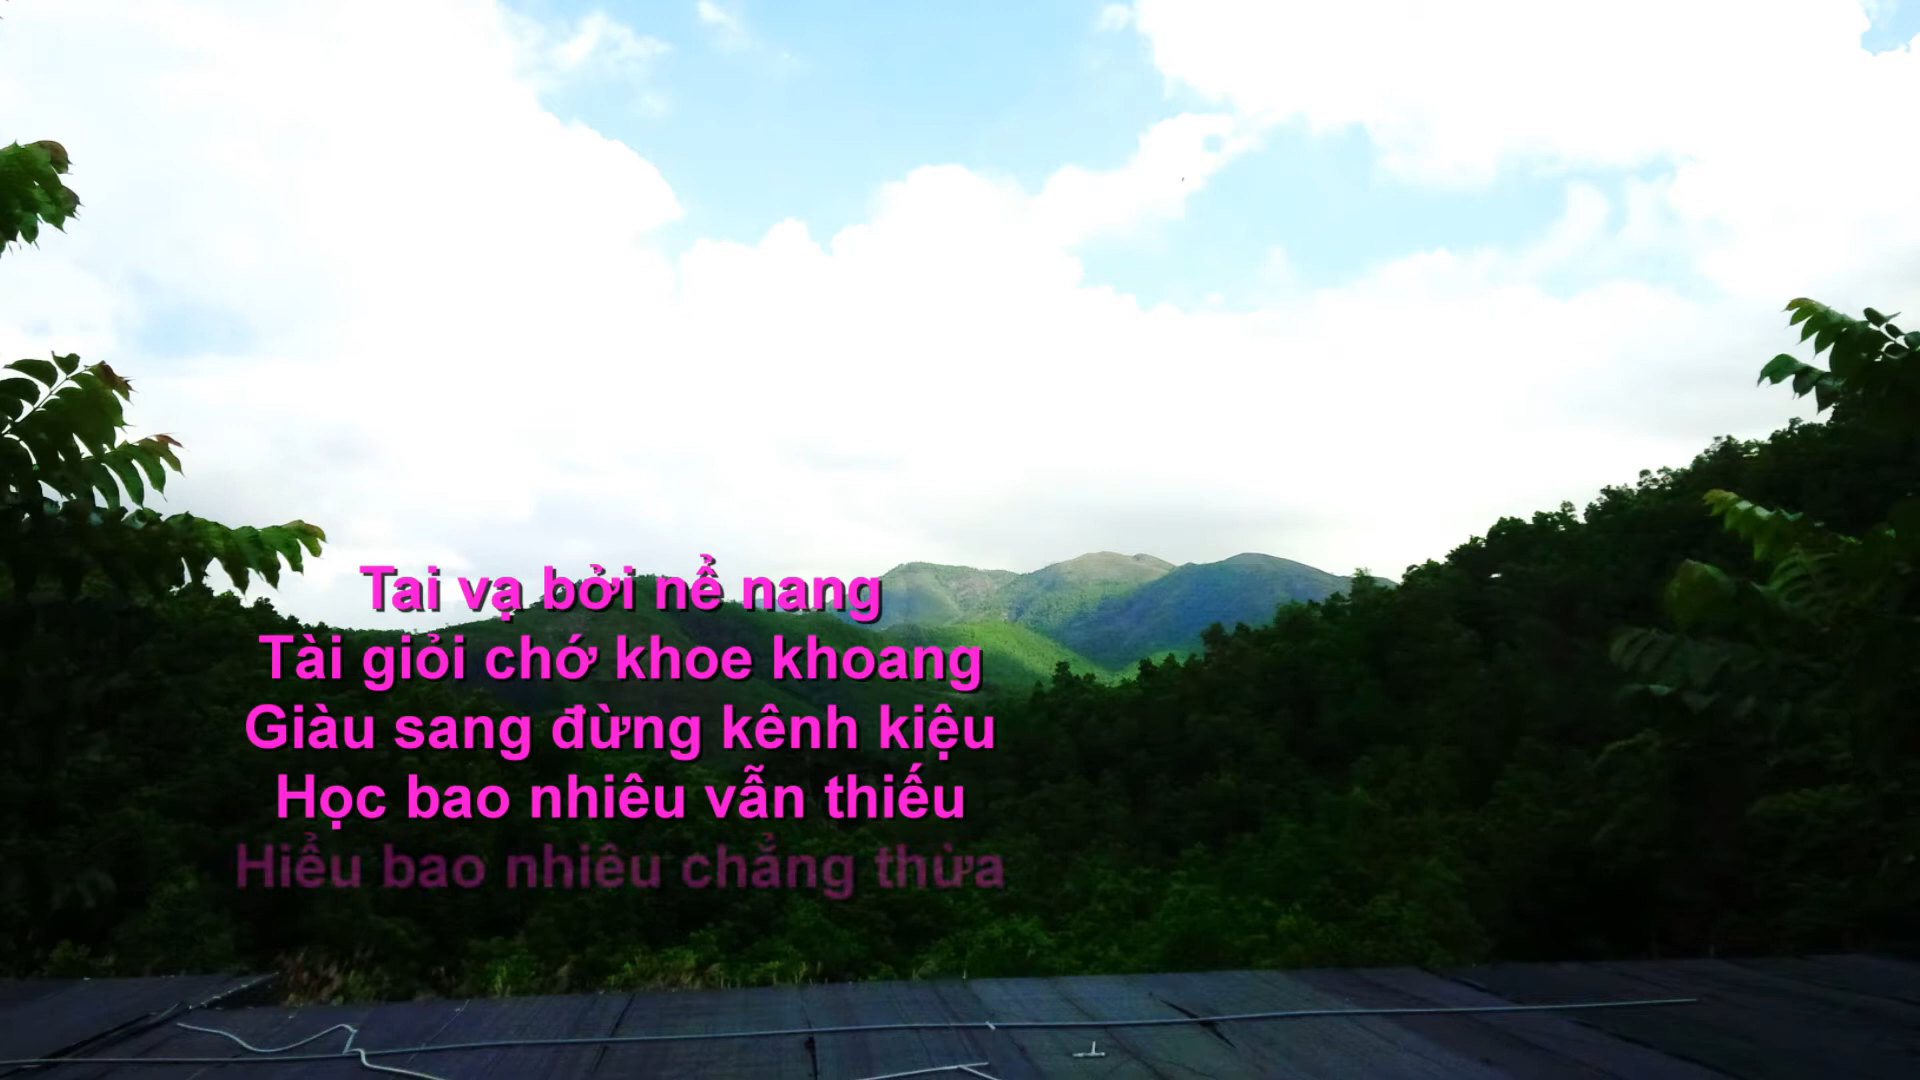 Tai vạ bởi nể nang
Tài giỏi chớ khoe khoang
Giàu sang đừng kênh kiệu
Học bao nhiêu vẫn thiếu
Hiểu bao nhiêu chẳng thừa